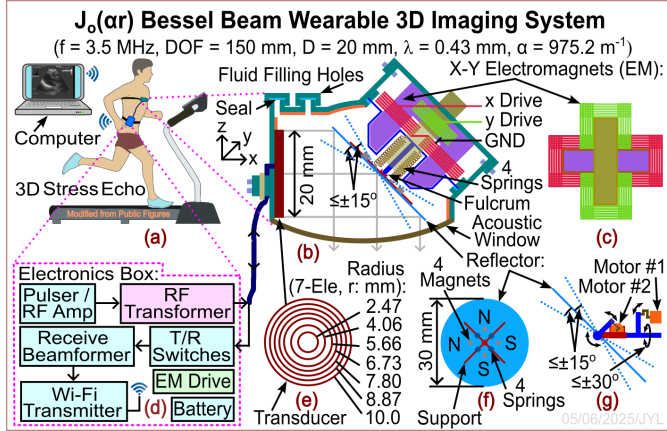 Jo(αr) Bessel Beam Wearable 3D Imaging System
(f = 3.5 MHz, DOF = 150 mm, D = 20 mm, λ = 0.43 mm, α = 975.2 m⁻¹)
Computer
3D Stress Echo
Modified from Public Figures
(a)
Fluid Filling Holes
Seal
z
y
x
20 mm
≤±15º
(b)
X-Y Electromagnets (EM):
x Drive
y Drive
GND
4
Springs
Fulcrum
Acoustic
Window
Reflector:
(c)
Electronics Box:
Pulser /
RF Amp
RF
Transformer
Receive
Beamformer
T/R
Switches
Wi-Fi
Transmitter
(d)
EM Drive
Battery
Radius
(7-Ele, r: mm):
2.47
4.06
5.66
6.73
7.80
8.87
10.0
(e)
Transducer
4
Magnets
30 mm
N
N
S
S
4
Springs
(f)
Support
Motor #1
Motor #2
≤±15º
≤±30º
(g)
05/06/2025/JYL